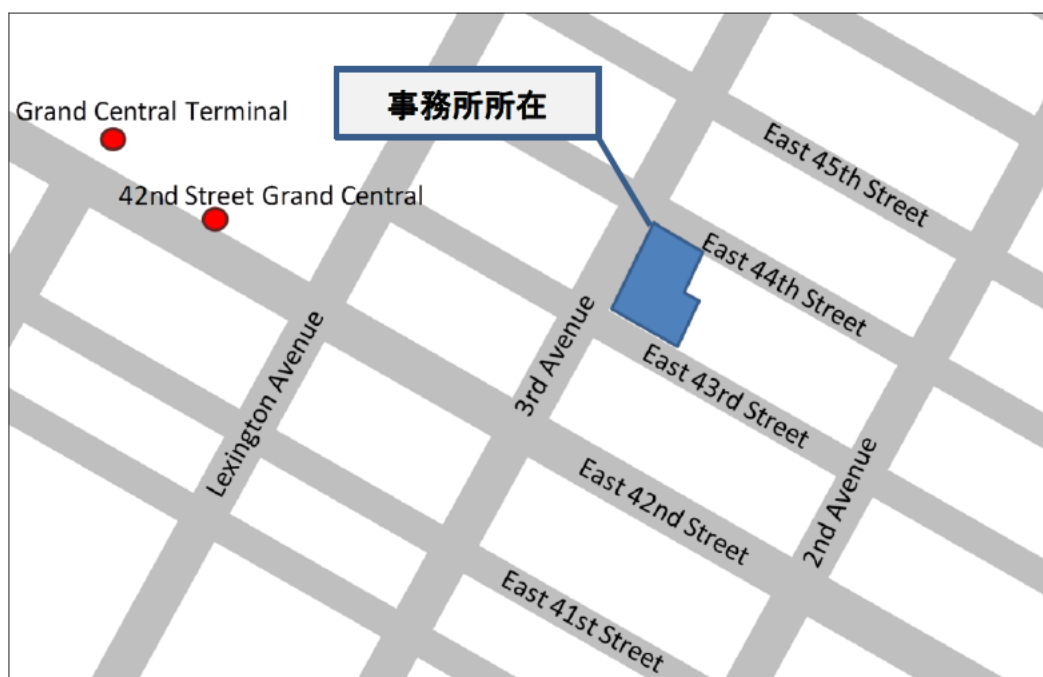 Grand Central Terminal
事務所所在
42nd Street Grand Central
East 45th Street
East 44th Street
East 43rd Street
East 42nd Street
East 41st Street
Lexington Avenue
3rd Avenue
2nd Avenue